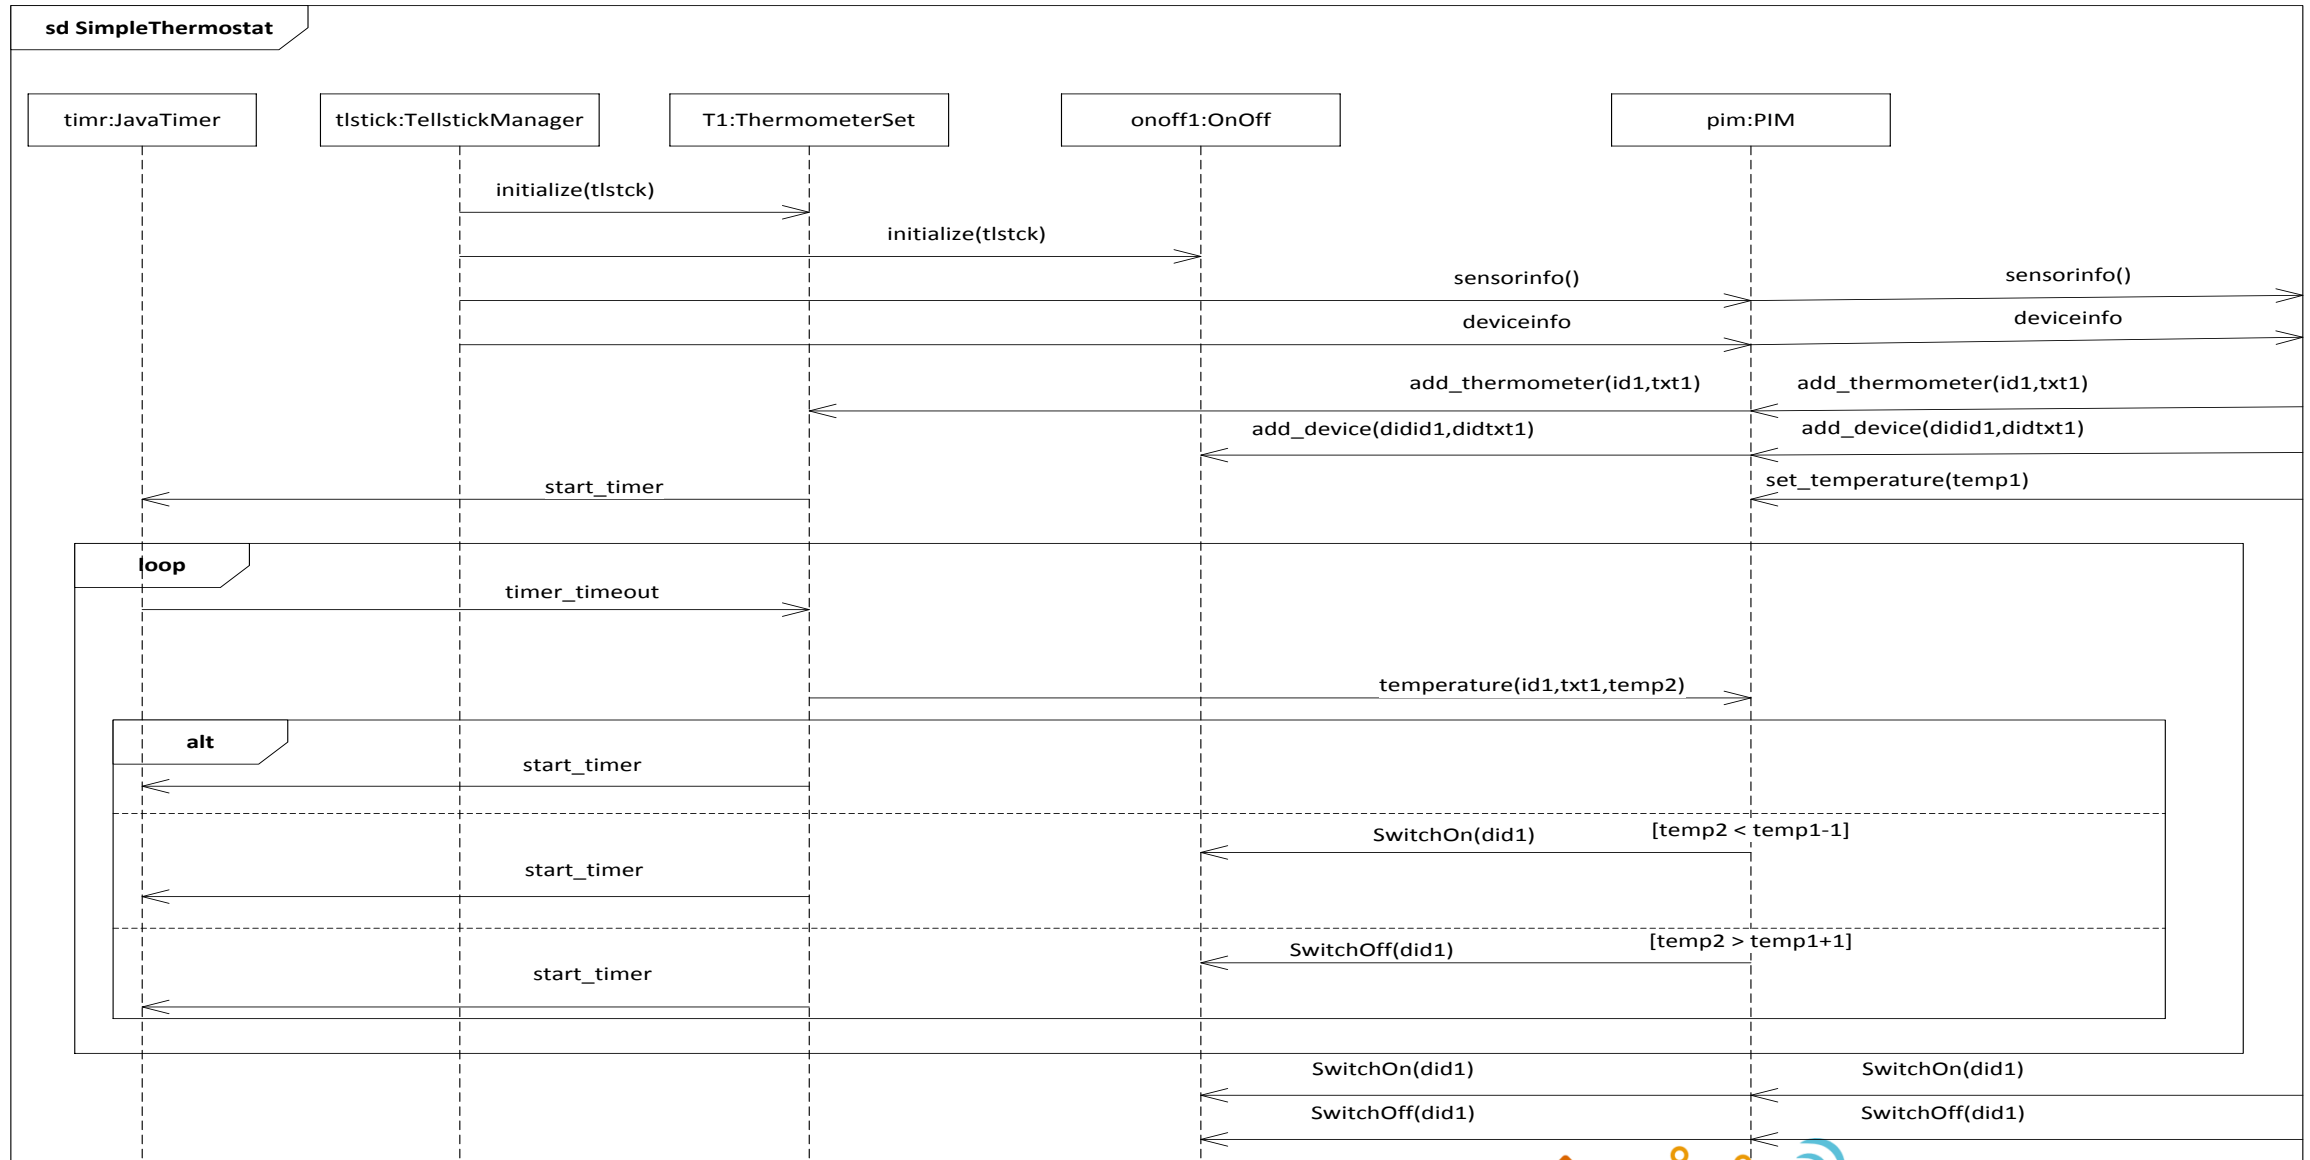 sd SimpleThermostat
timr:JavaTimer
tlstick:TellstickManager
T1:ThermometerSet
onoff1:OnOff
pim:PIM
initialize(tlstck)
initialize(tlstck)
sensorinfo()
sensorinfo()
deviceinfo
deviceinfo
add_thermometer(id1,txt1)
add_thermometer(id1,txt1)
add_device(didid1,didtxt1)
add_device(didid1,didtxt1)
start_timer
set_temperature(temp1)
loop
timer_timeout
temperature(id1,txt1,temp2)
alt
start_timer
SwitchOn(did1)
[temp2 < temp1-1]
start_timer
SwitchOff(did1)
[temp2 > temp1+1]
start_timer
SwitchOn(did1)
SwitchOn(did1)
SwitchOff(did1)
SwitchOff(did1)